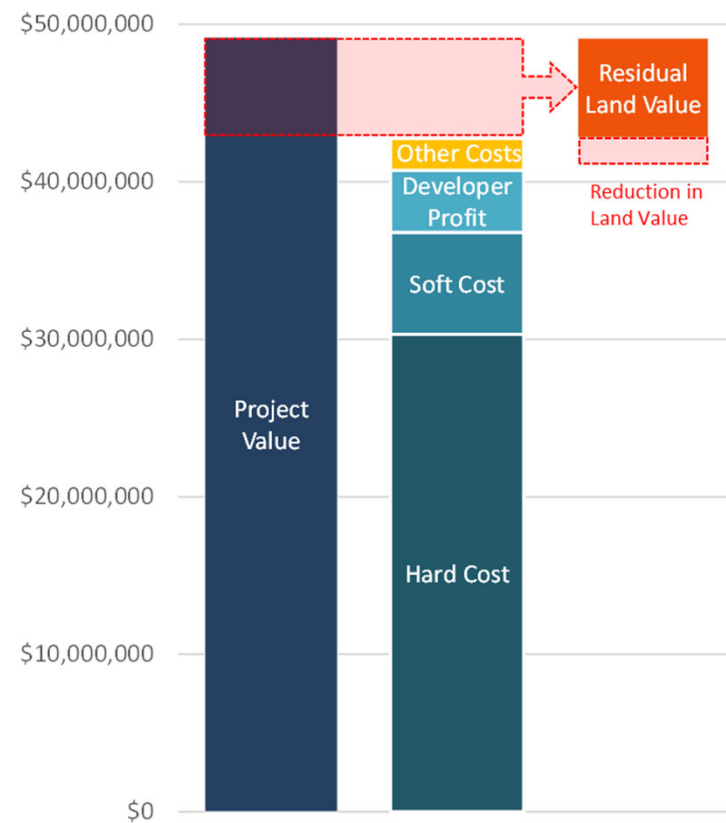 $50,000,000
$40,000,000
$30,000,000
$20,000,000
$10,000,000
$0
Project
Value
Other Costs
Developer
Profit
Soft Cost
Hard Cost
Residual
Land Value
Reduction in
Land Value